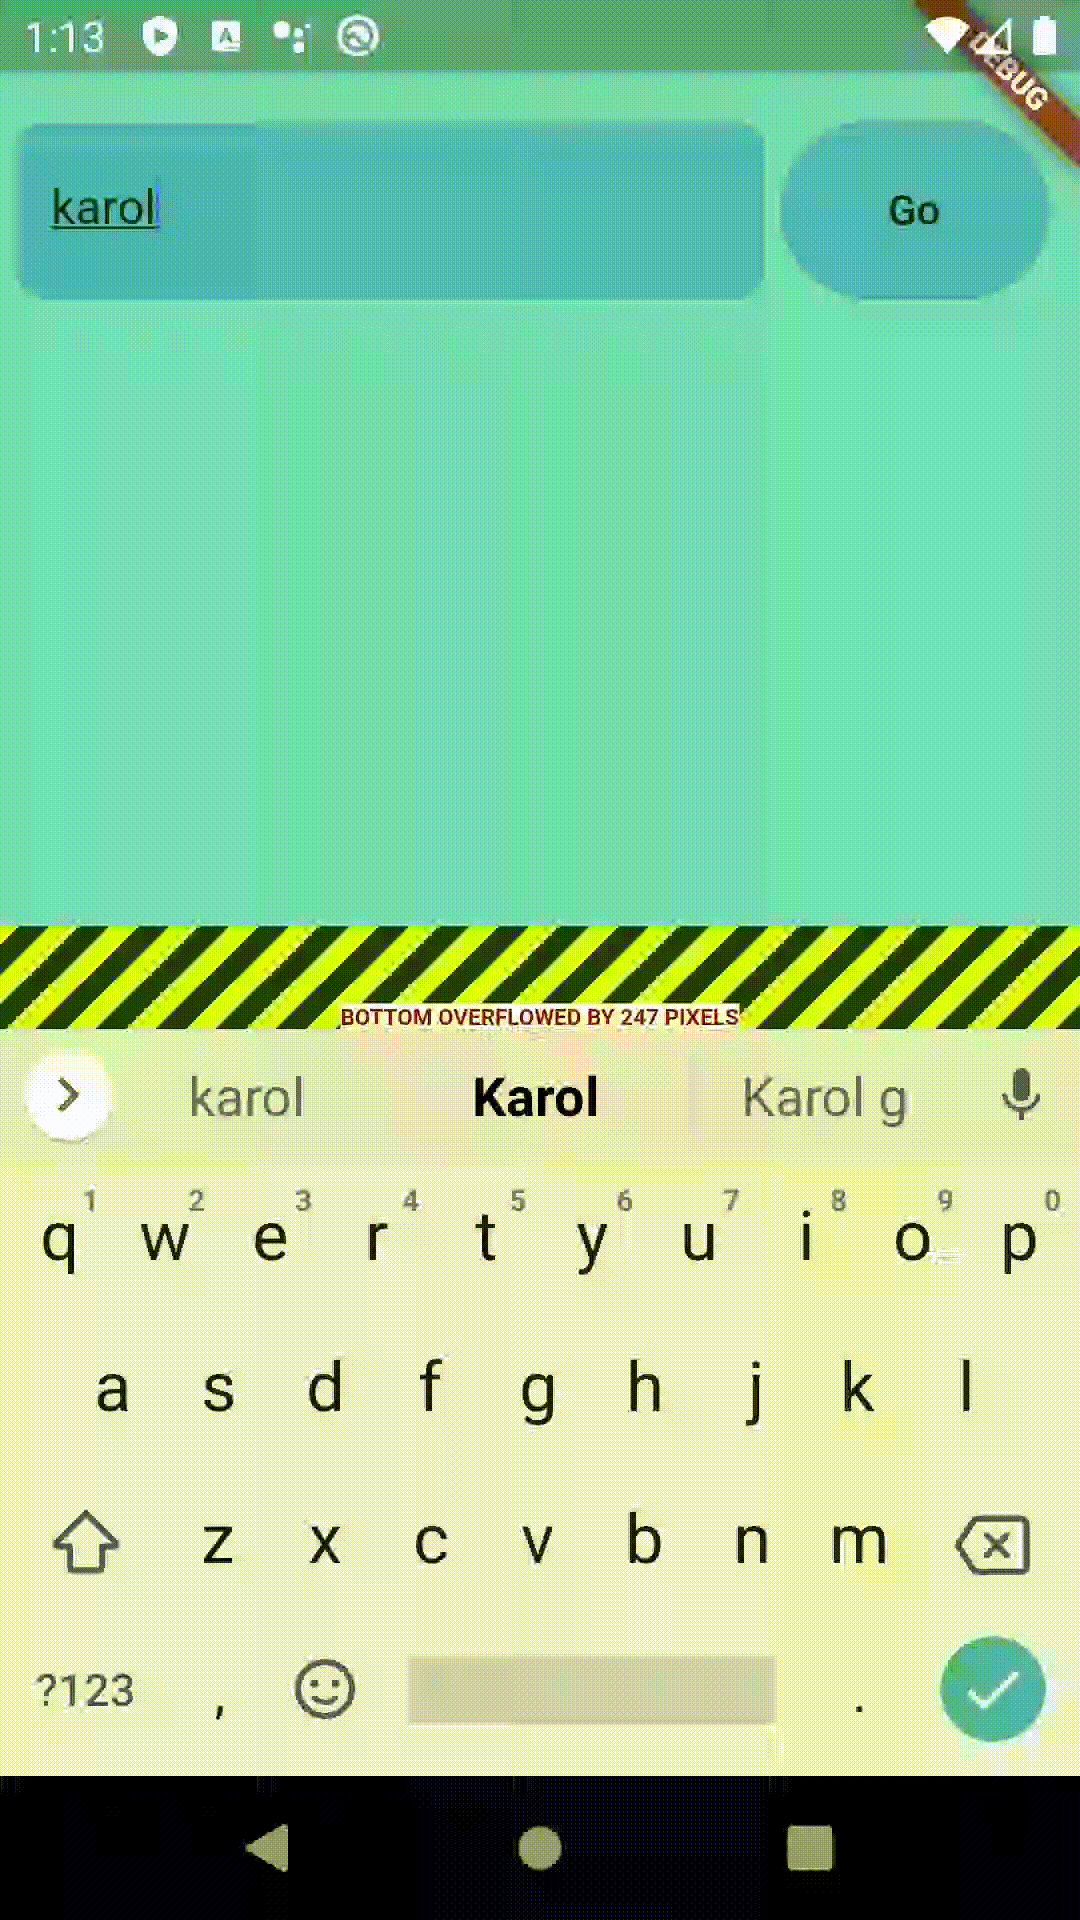 1:13
DEBUG
karol
Go
BOTTOM OVERFLOWED BY 247 PIXELS
karol Karol Karol g
1 2 3 4 5 6 7 8 9 0
q w e r t y u i o p
a s d f g h j k l
z x c v b n m
?123 , .